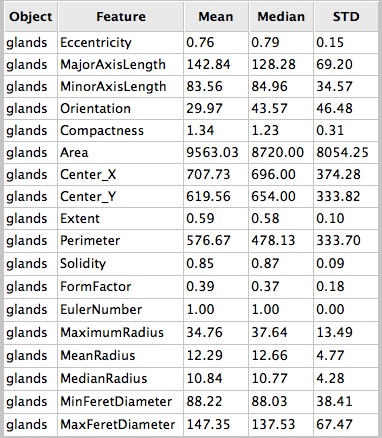 Object Feature Mean Median STD
glands Eccentricity 0.76 0.79 0.15
glands MajorAxisLength 142.84 128.28 69.20
glands MinorAxisLength 83.56 84.96 34.57
glands Orientation 29.97 43.57 46.48
glands Compactness 1.34 1.23 0.31
glands Area 9563.03 8720.00 8054.25
glands Center_X 707.73 696.00 374.28
glands Center_Y 619.56 654.00 333.82
glands Extent 0.59 0.58 0.10
glands Perimeter 576.67 478.13 333.70
glands Solidity 0.85 0.87 0.09
glands FormFactor 0.39 0.37 0.18
glands EulerNumber 1.00 1.00 0.00
glands MaximumRadius 34.76 37.64 13.49
glands MeanRadius 12.29 12.66 4.77
glands MedianRadius 10.84 10.77 4.28
glands MinFeretDiameter 88.22 88.03 38.41
glands MaxFeretDiameter 147.35 137.53 67.47